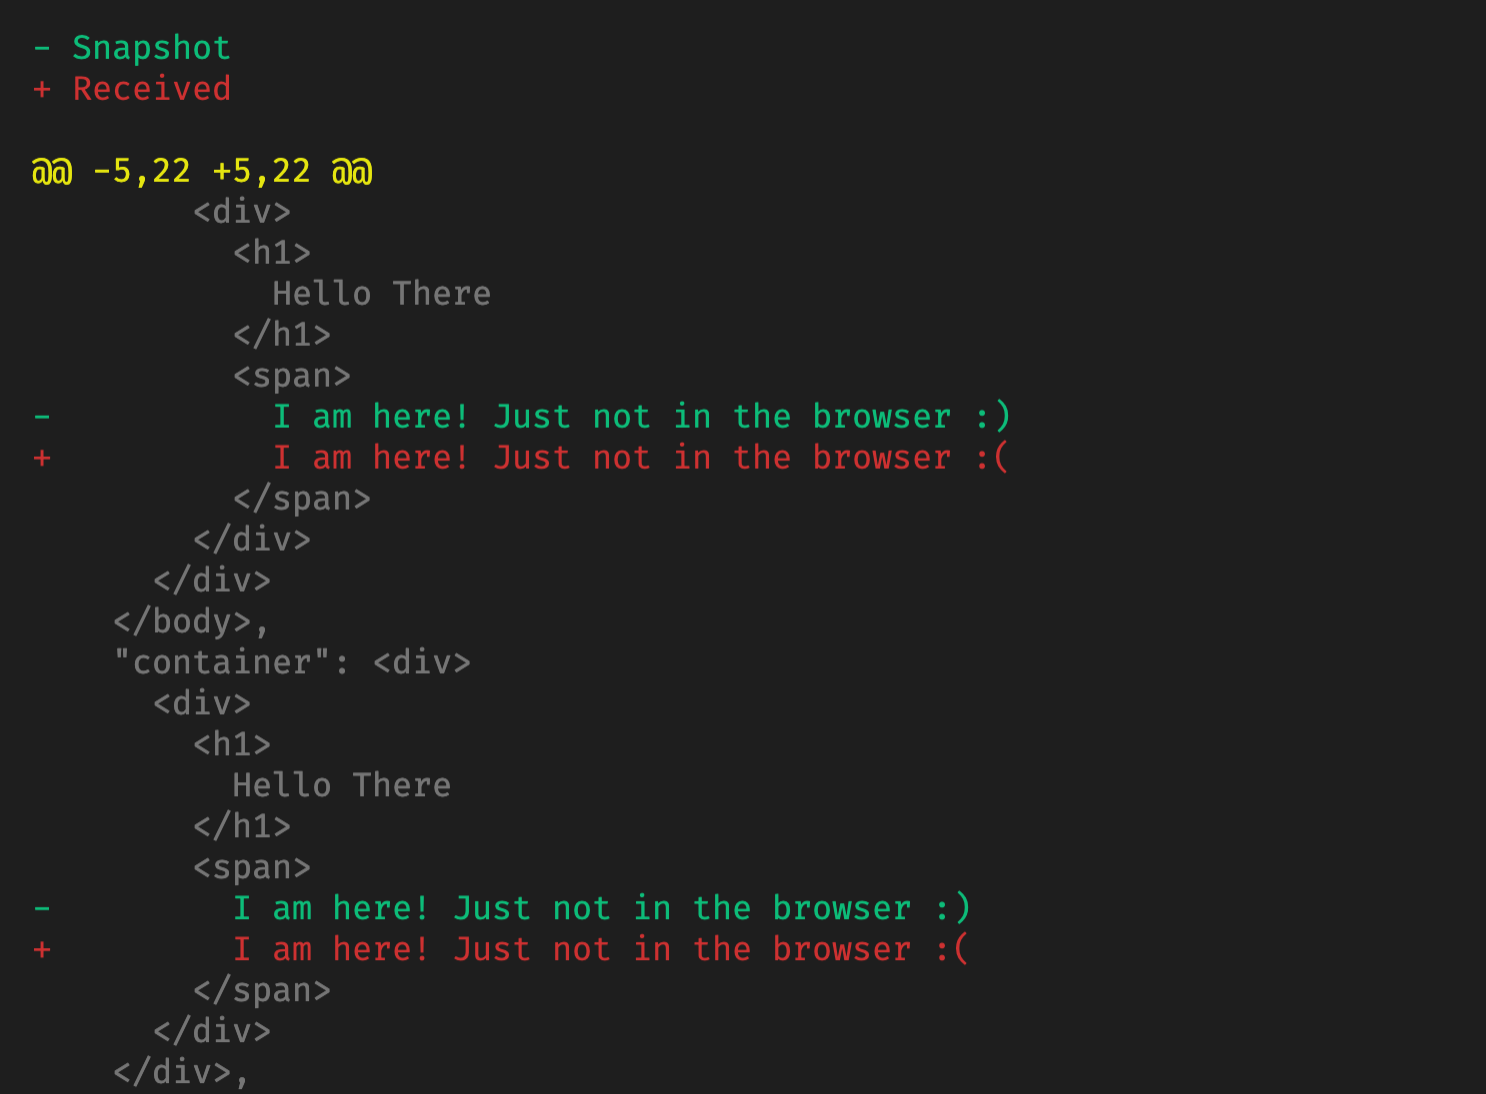 - Snapshot
+ Received

@@ -5,22 +5,22 @@
        <div>
          <h1>
            Hello There
          </h1>
          <span>
-           I am here! Just not in the browser :)
+           I am here! Just not in the browser :(
          </span>
        </div>
      </div>
    </body>,
    "container": <div>
      <div>
        <h1>
          Hello There
        </h1>
        <span>
-         I am here! Just not in the browser :)
+         I am here! Just not in the browser :(
        </span>
      </div>
    </div>,